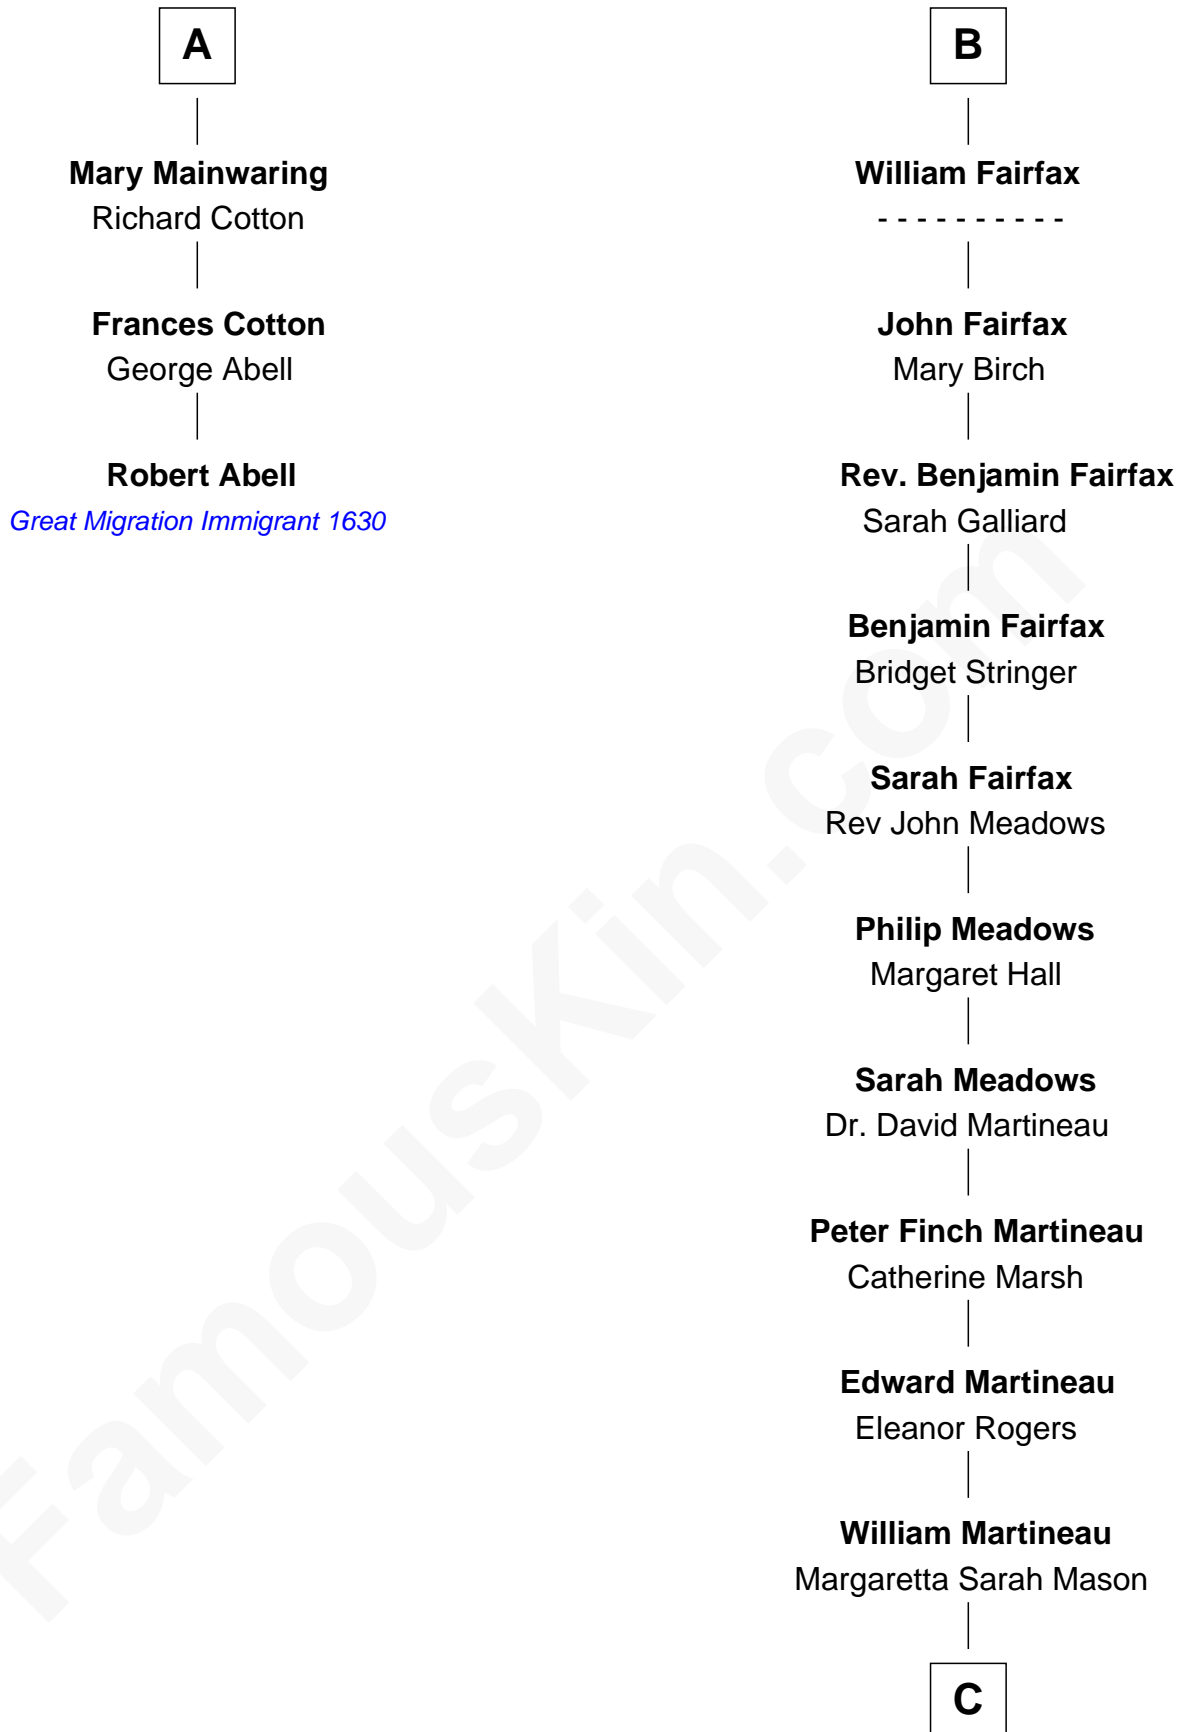 A
Mary Mainwaring
Richard Cotton
Frances Cotton
George Abell
Robert Abell
Great Migration Immigrant 1630
B
William Fairfax
- - - - - - - - - -
John Fairfax
Mary Birch
Rev. Benjamin Fairfax
Sarah Galliard
Benjamin Fairfax
Bridget Stringer
Sarah Fairfax
Rev John Meadows
Philip Meadows
Margaret Hall
Sarah Meadows
Dr. David Martineau
Peter Finch Martineau
Catherine Marsh
Edward Martineau
Eleanor Rogers
William Martineau
Margaretta Sarah Mason
C
FamousKin.com